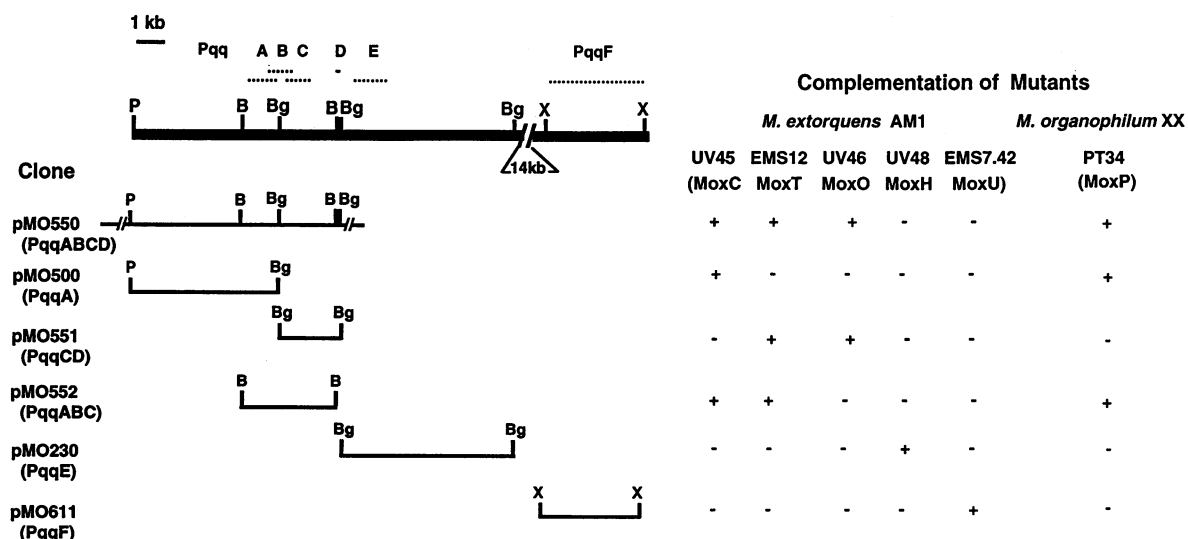 1 kb
Pqq A B C D E PqqF
P B Bg B Bg Bg X X
14kb
Complementation of Mutants
M. extorquens AM1 M. organophilum XX
UV45 EMS12 UV46 UV48 EMS7.42 PT34
(MoxC MoxT MoxO MoxH MoxU) (MoxP)
Clone
P B Bg B Bg
pMO550 + + + - - +
(PqqABCD)
P Bg
pMO500 + - - - - +
(PqqA)
Bg Bg
pMO551 - + + - - -
(PqqCD)
B B
pMO552 + + - - - +
(PqqABC)
Bg Bg
pMO230 - - - + - -
(PqqE)
X X
pMO611 - - - - + -
(PqqF)